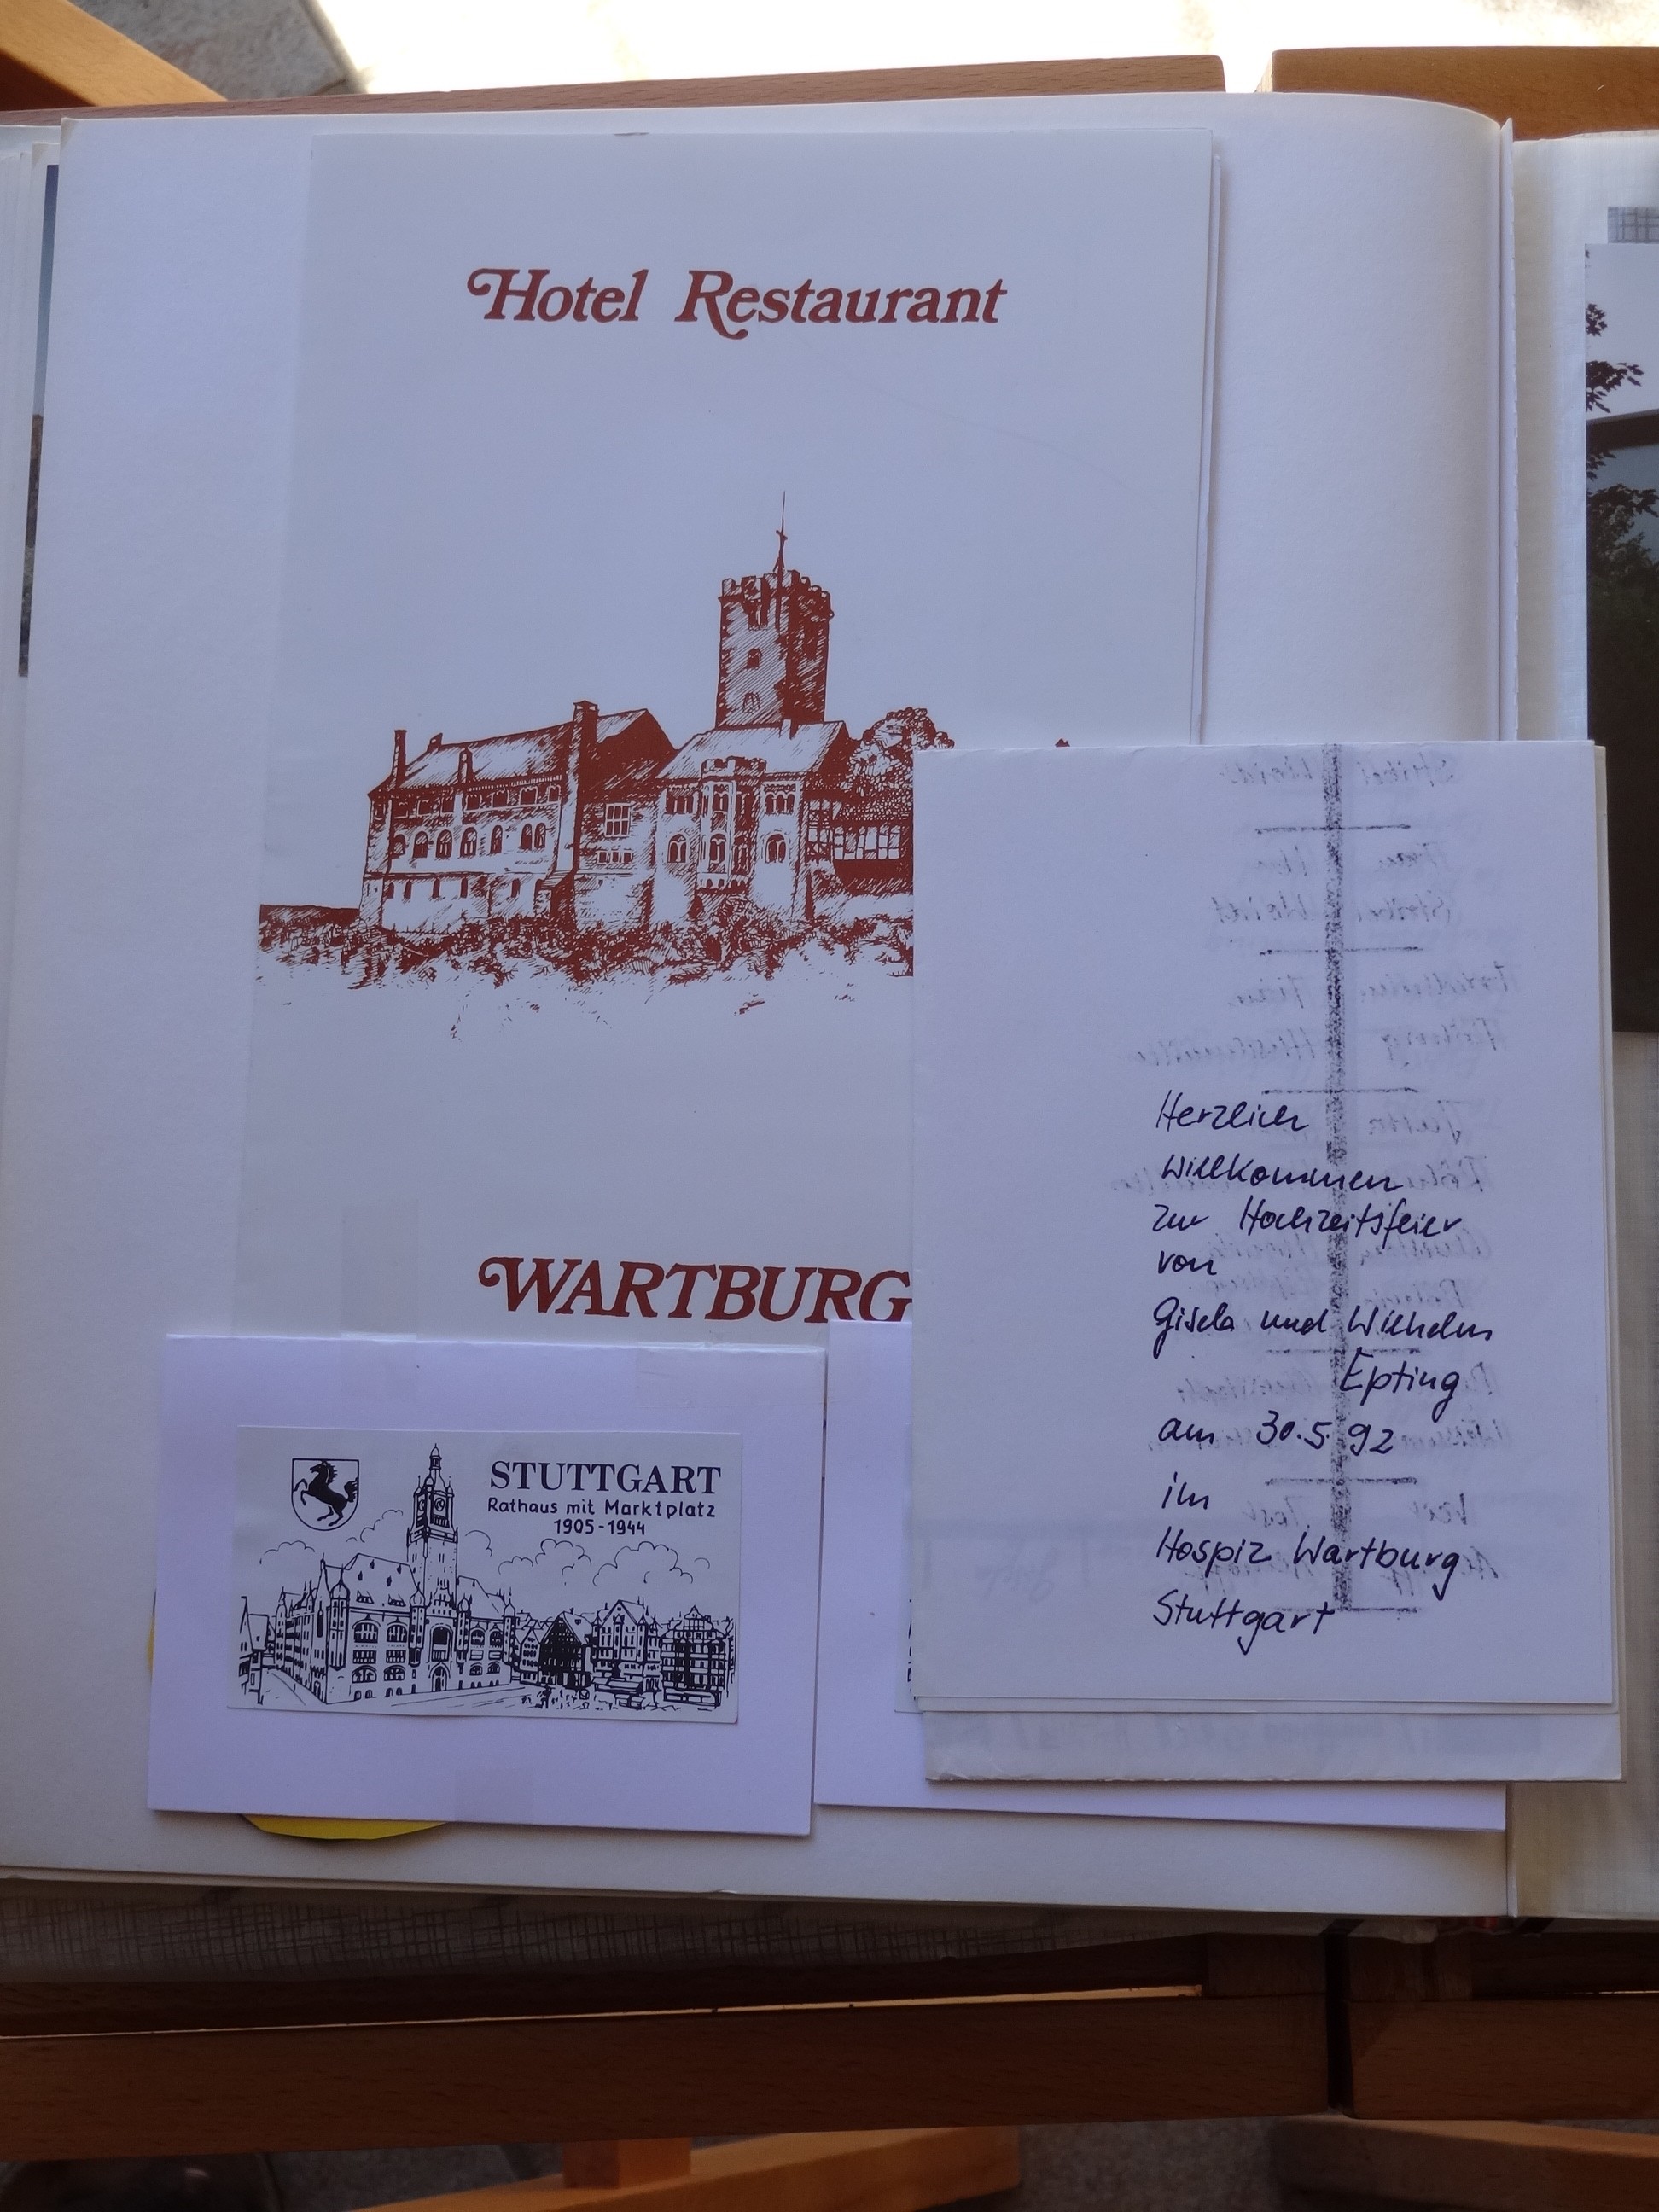 Hotel Restaurant
WARTBURG
STUTTGART
Rathaus mit Marktplatz
1905-1944
Herzlich
Willkommen
zur Hochzeitsfeier
von
Gisela und Wilhelm
Epting
am 30.5.92
im
Hospiz Wartburg
Stuttgart